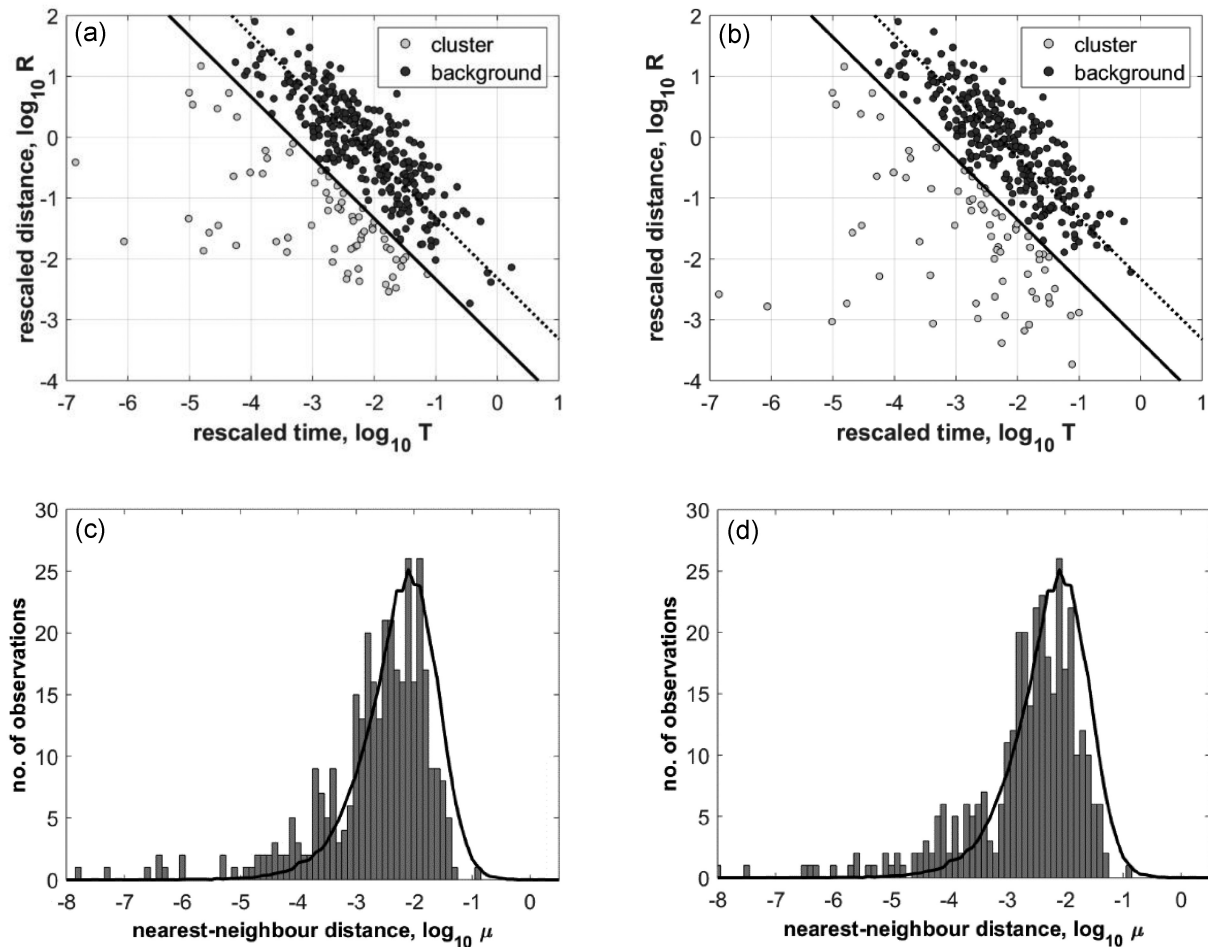 (a)
cluster
background
2
1
0
-1
-2
-3
-4
rescaled distance, log10 R
-7 -6 -5 -4 -3 -2 -1 0 1
rescaled time, log10 T
(b)
cluster
background
2
1
0
-1
-2
-3
-4
rescaled distance, log10 R
-7 -6 -5 -4 -3 -2 -1 0 1
rescaled time, log10 T
(c)
30
25
20
15
10
5
0
no. of observations
-8 -7 -6 -5 -4 -3 -2 -1 0
nearest-neighbour distance, log10 μ
(d)
30
25
20
15
10
5
0
no. of observations
-8 -7 -6 -5 -4 -3 -2 -1 0
nearest-neighbour distance, log10 μ